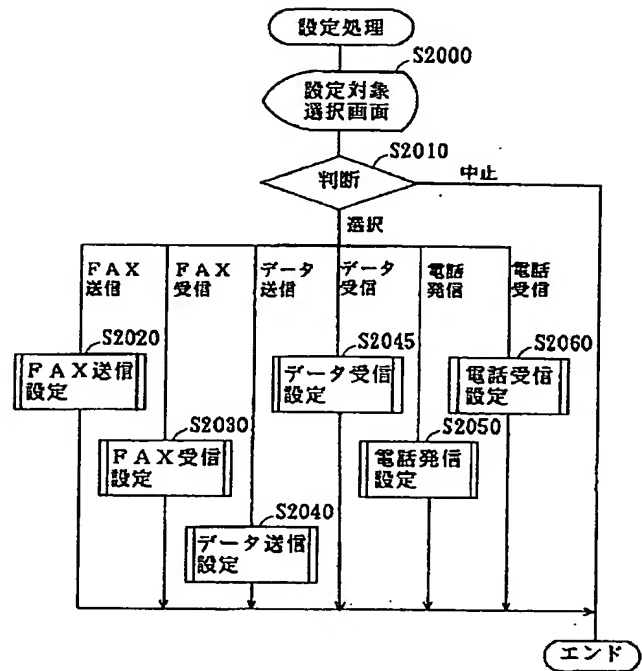 設定処理
S2000
設定対象
選択画面
S2010
判断
中止
選択
ＦＡＸ
送信
ＦＡＸ
受信
データ
送信
データ
受信
電話
発信
電話
受信
S2020
ＦＡＸ送信
設定
S2045
データ受信
設定
S2060
電話受信
設定
S2030
ＦＡＸ受信
設定
S2050
電話発信
設定
S2040
データ送信
設定
エンド